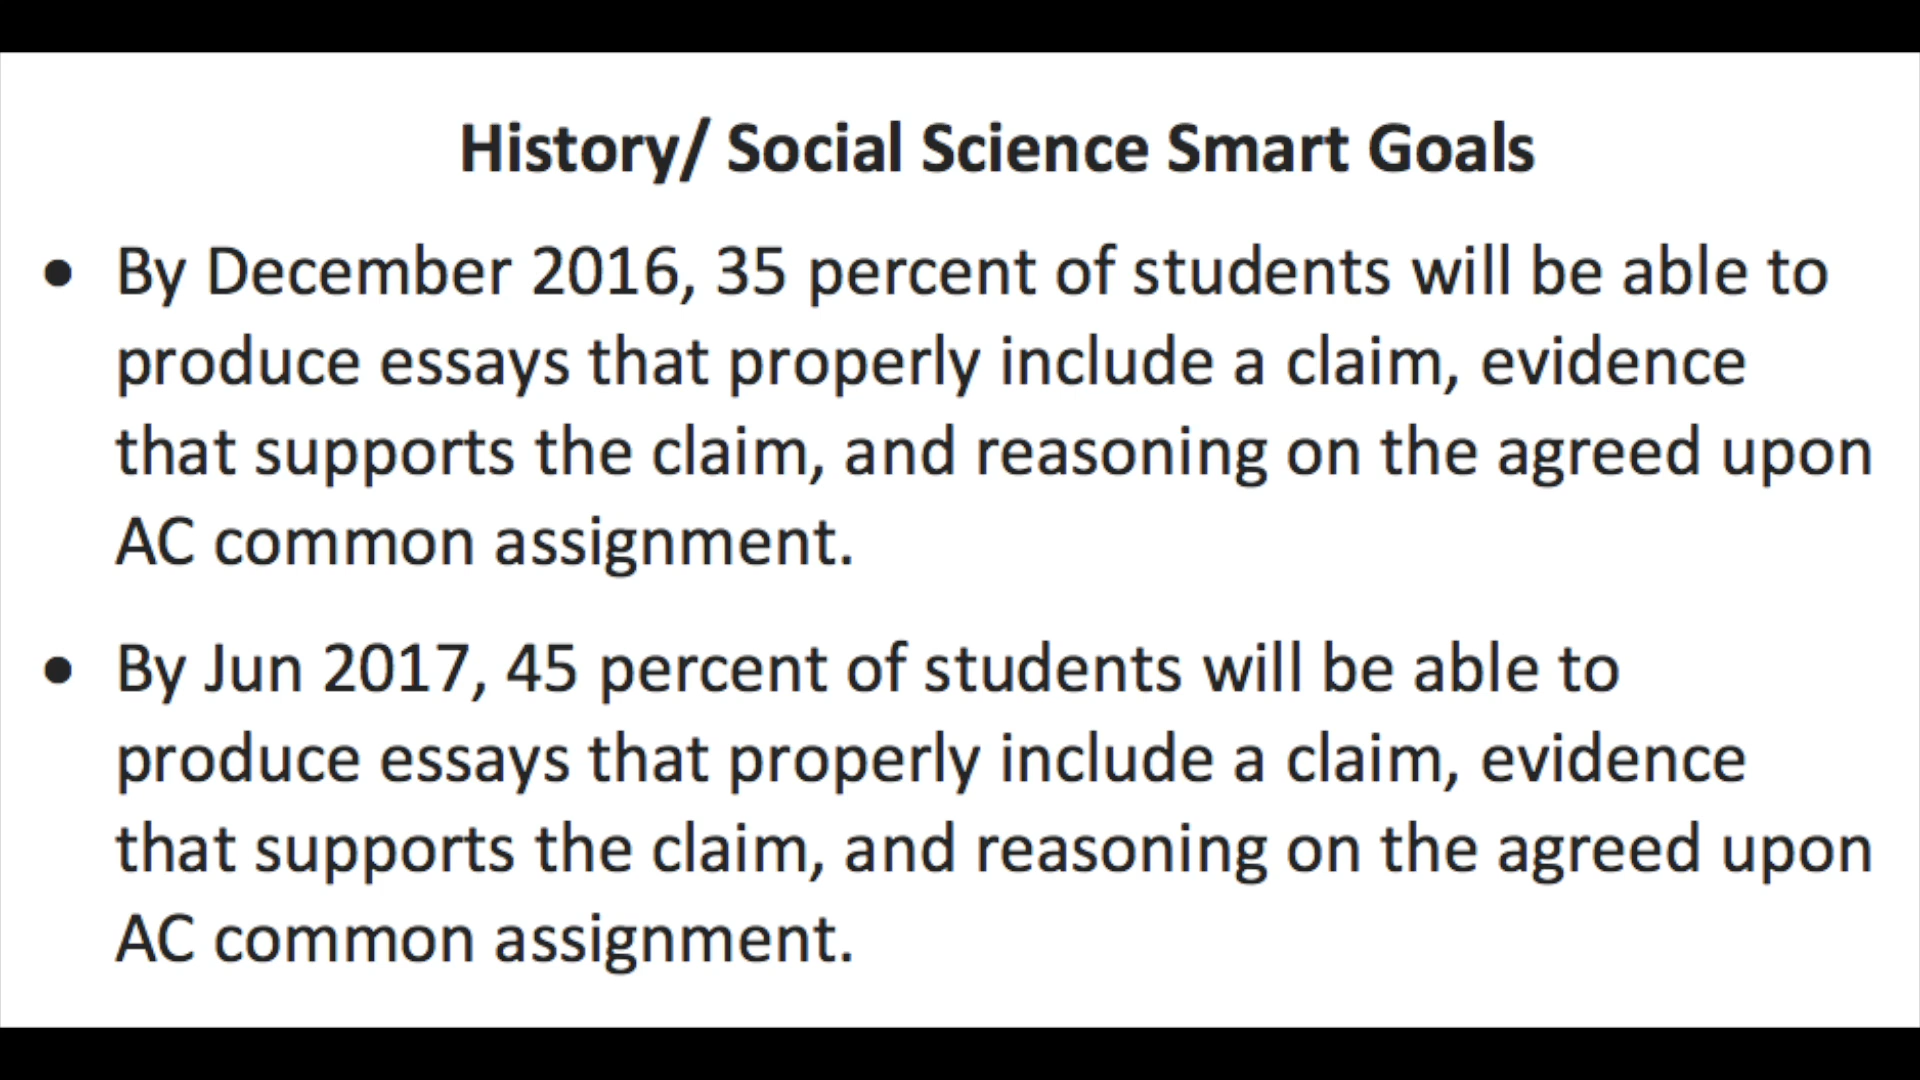 History/ Social Science Smart Goals
• By December 2016, 35 percent of students will be able to
produce essays that properly include a claim, evidence
that supports the claim, and reasoning on the agreed upon
AC common assignment.
• By Jun 2017, 45 percent of students will be able to
produce essays that properly include a claim, evidence
that supports the claim, and reasoning on the agreed upon
AC common assignment.